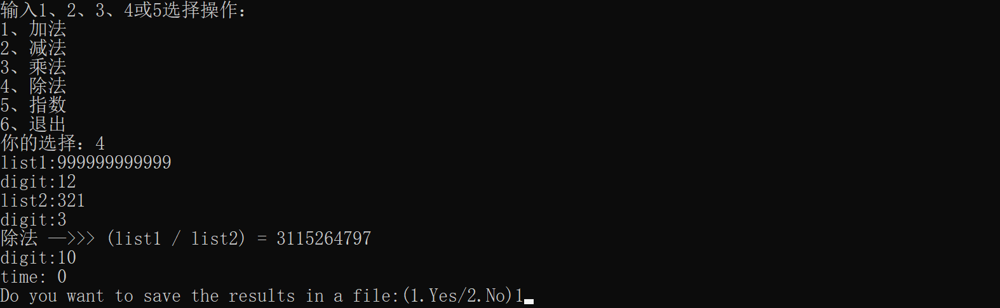 输入1、2、3、4或5选择操作：
1、加法
2、减法
3、乘法
4、除法
5、指数
6、退出
你的选择：4
list1:999999999999
digit:12
list2:321
digit:3
除法 —>>> (list1 / list2) = 3115264797
digit:10
time: 0
Do you want to save the results in a file:(1.Yes/2.No)1